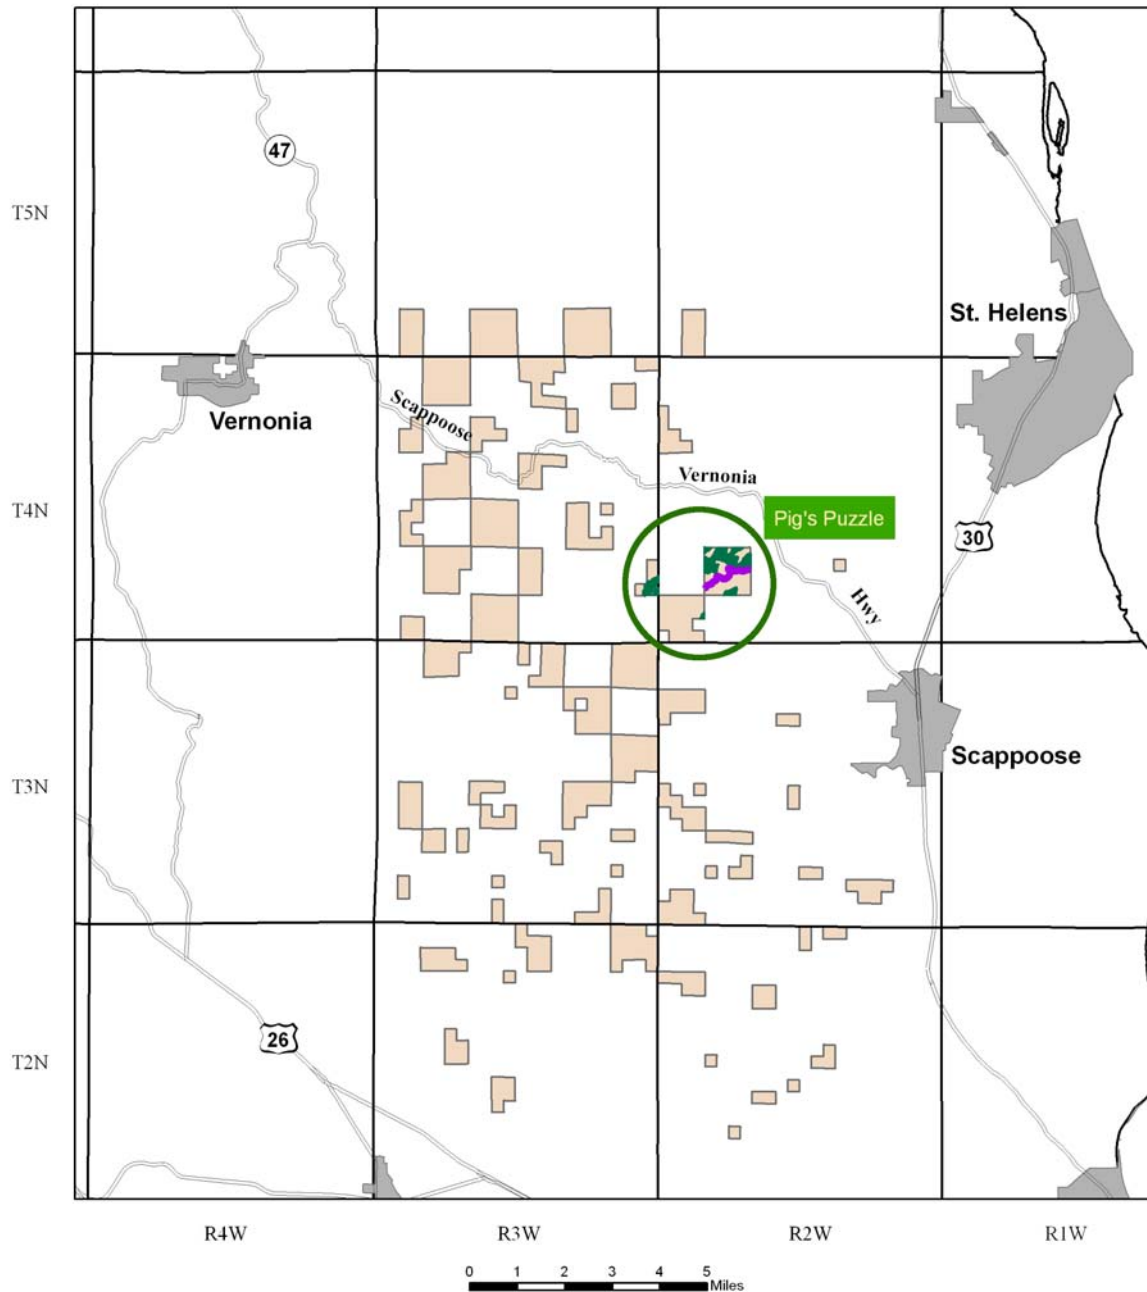 47
T5N
St. Helens
Vernonia
Scappoose
Vernonia
T4N
Pig's Puzzle
30
Hwy
Scappoose
T3N
26
T2N
R4W
R3W
R2W
R1W
0 1 2 3 4 5
Miles